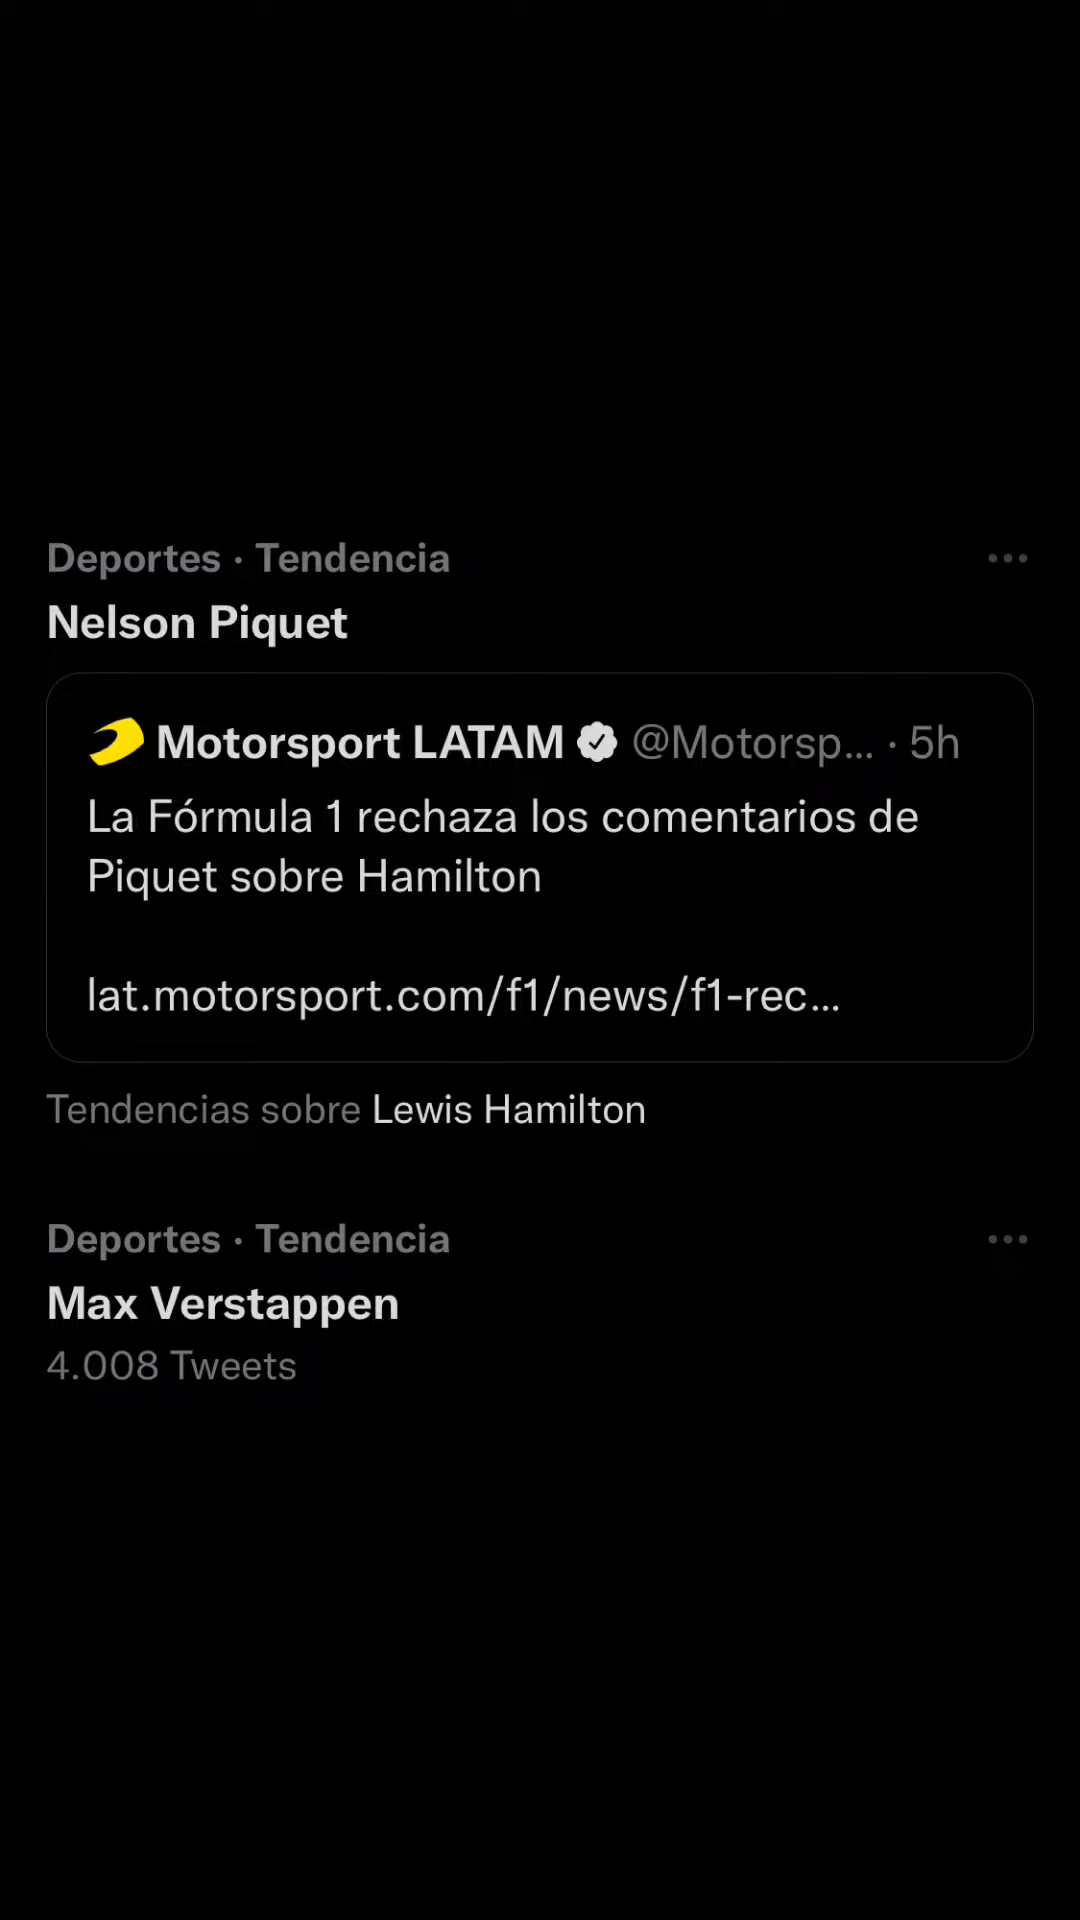 Deportes · Tendencia
Nelson Piquet
Motorsport LATAM @Motorsp... · 5h
La Fórmula 1 rechaza los comentarios de
Piquet sobre Hamilton
lat.motorsport.com/f1/news/f1-rec...
Tendencias sobre Lewis Hamilton
Deportes · Tendencia
Max Verstappen
4.008 Tweets